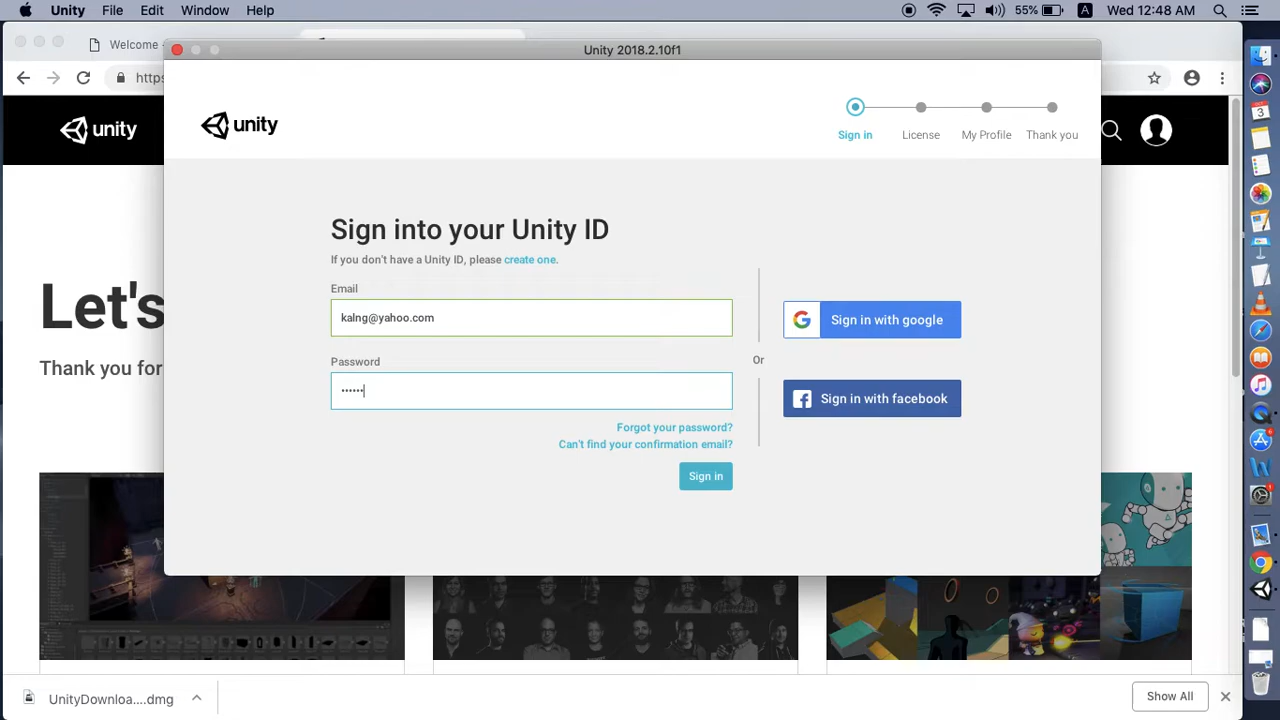 Unity File Edit Window Help
55% A Wed 12:48 AM
Welcome
Unity 2018.2.10f1
https
unity
unity
Sign in License My Profile Thank you
Sign into your Unity ID
If you don't have a Unity ID, please create one.
Email
kalng@yahoo.com
Password
••••••
Forgot your password?
Can't find your confirmation email?
Sign in
Sign in with google
Or
Sign in with facebook
Let's
Thank you for
UnityDownloa....dmg
Show All
3